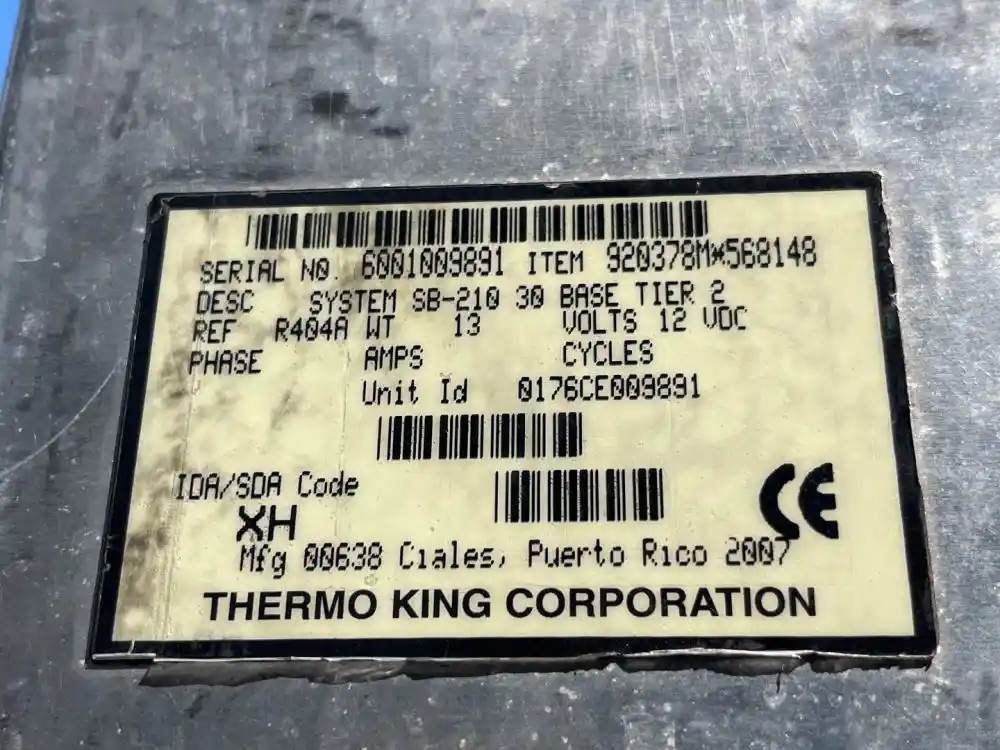 SERIAL NO. 6001009891 ITEM 920378M*568148
DESC SYSTEM SB-210 30 BASE TIER 2
REF R404A WT 13 VOLTS 12 VDC
PHASE AMPS CYCLES
Unit Id 0176CE009891
IDA/SDA Code
XH
CE
Mfg 00638 Ciales, Puerto Rico 2007
THERMO KING CORPORATION